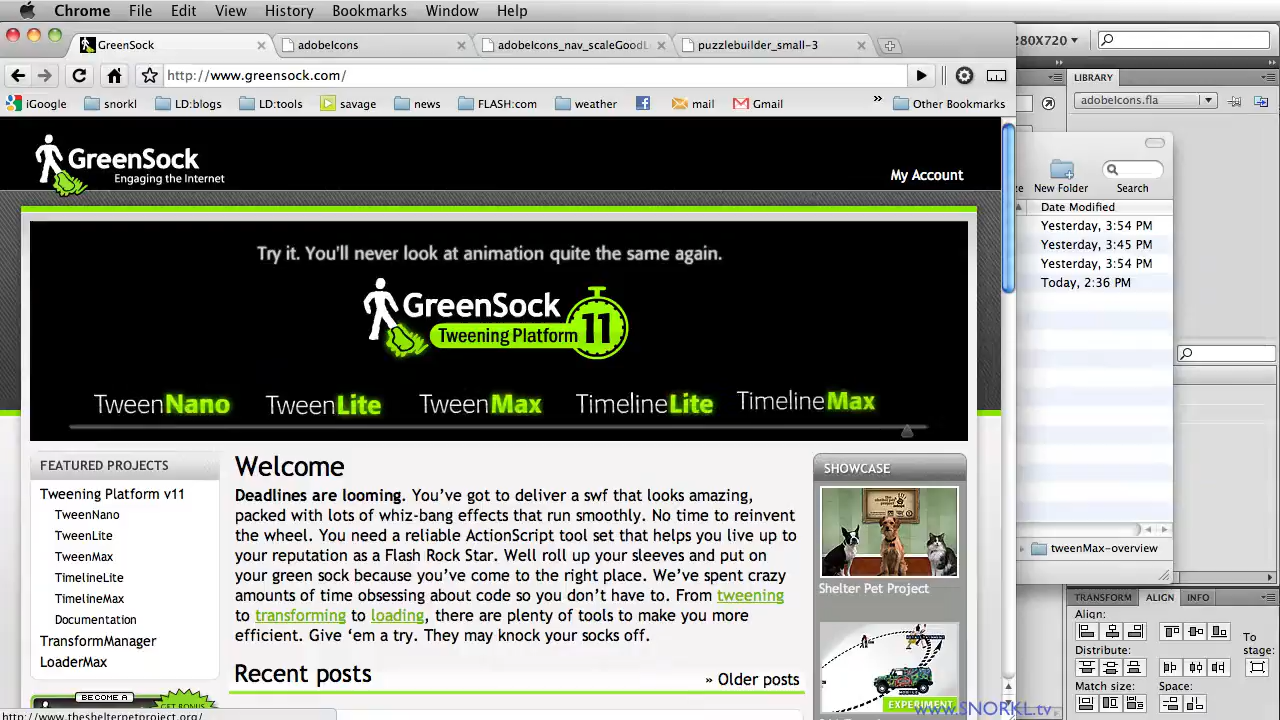 Chrome File Edit View History Bookmarks Window Help
GreenSock adobeIcons adobeIcons_nav_scaleGoodL puzzlebuilder_small-3
280X720
http://www.greensock.com/
LIBRARY
iGoogle snorkl LD:blogs LD:tools savage news FLASH:com weather mail Gmail » Other Bookmarks
adobeIcons.fla
GreenSock
Engaging the Internet
My Account
New Folder Search
Date Modified
Yesterday, 3:54 PM
Yesterday, 3:45 PM
Yesterday, 3:54 PM
Today, 2:36 PM
Try it. You'll never look at animation quite the same again.
GreenSock
Tweening Platform 11
TweenNano TweenLite TweenMax TimelineLite TimelineMax
FEATURED PROJECTS
Tweening Platform v11
TweenNano
TweenLite
TweenMax
TimelineLite
TimelineMax
Documentation
TransformManager
LoaderMax
BECOME A
GET BONUS
Welcome
Deadlines are looming. You've got to deliver a swf that looks amazing,
packed with lots of whiz-bang effects that run smoothly. No time to reinvent
the wheel. You need a reliable ActionScript tool set that helps you live up to
your reputation as a Flash Rock Star. Well roll up your sleeves and put on
your green sock because you've come to the right place. We've spent crazy
amounts of time obsessing about code so you don't have to. From tweening
to transforming to loading, there are plenty of tools to make you more
efficient. Give 'em a try. They may knock your socks off.
Recent posts
» Older posts
SHOWCASE
Shelter Pet Project
EXPERIMENT
tweenMax-overview
TRANSFORM ALIGN INFO
Align:
Distribute:
Match size: Space:
To
stage:
http://www.theshelterpetproject.org/
www.SNORKL.tv